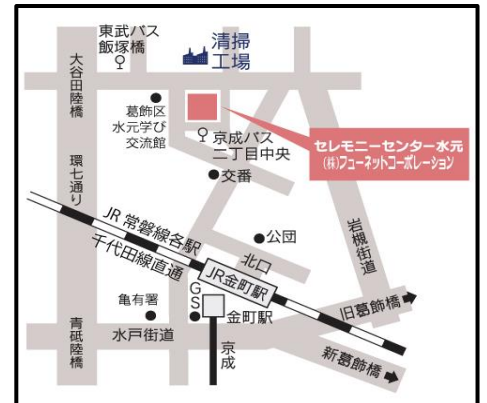 東武バス
飯塚橋
清掃
工場
大谷田陸橋
環七通り
青砥陸橋
葛飾区
水元学び
交流館
京成バス
二丁目中央
セレモニーセンター水元
(株)フューネットコーポレーション
交番
JR常磐線各駅
千代田線直通
公団
北口
JR金町駅
岩槻街道
旧葛飾橋
新葛飾橋
亀有署
水戸街道
GS
金町駅
京成